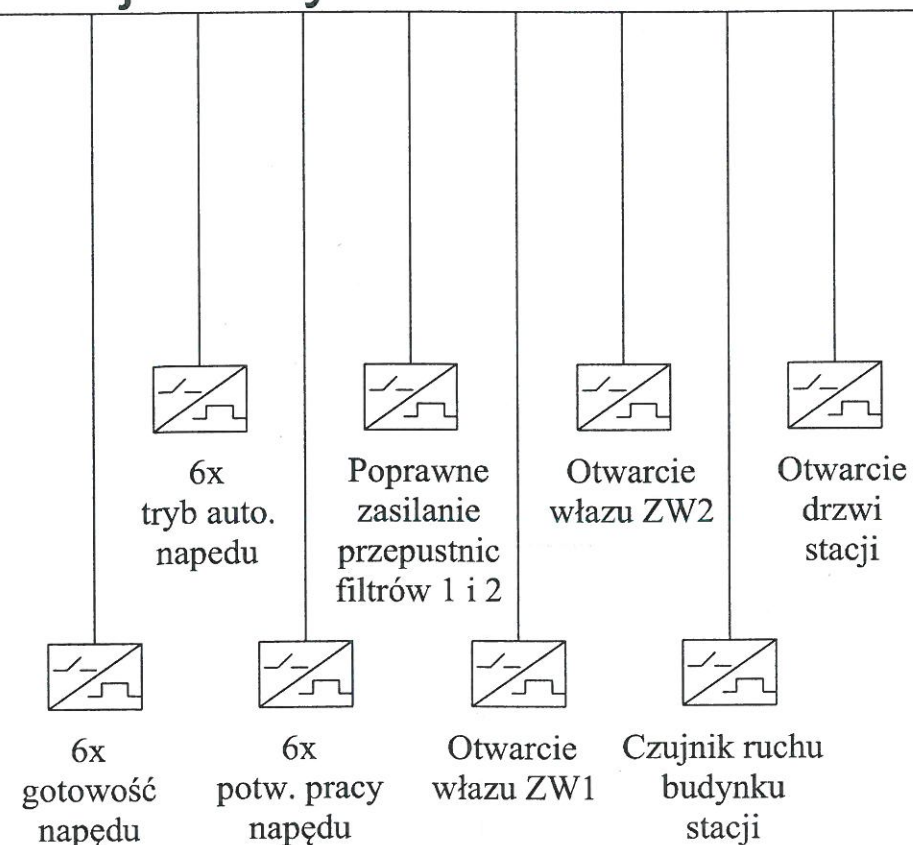 6x
tryb auto.
napedu
Poprawne
zasilanie
przepustnic
filtrów 1 i 2
Otwarcie
włazu ZW2
Otwarcie
drzwi
stacji
6x
gotowość
napędu
6x
potw. pracy
napędu
Otwarcie
włazu ZW1
Czujnik ruchu
budynku
stacji